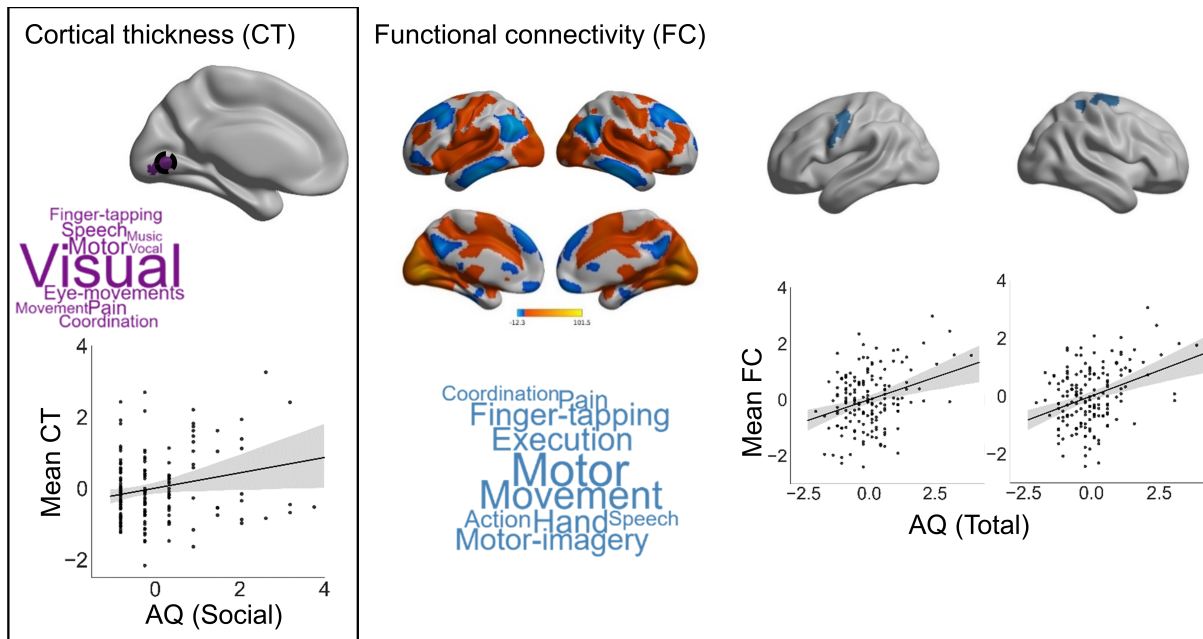 Cortical thickness (CT)
Finger-tapping
Speech
Music
Motor
Vocal
Visual
Eye-movements
Movement
Pain
Coordination
4
2
0
−2
Mean CT
0
2
4
AQ (Social)
Functional connectivity (FC)
-12.3
101.5
Coordination
Pain
Finger-tapping
Execution
Motor
Movement
Action
Hand
Speech
Motor-imagery
4
2
0
−2
Mean FC
−2.5
0.0
2.5
4
2
0
−2
−2.5
0.0
2.5
AQ (Total)